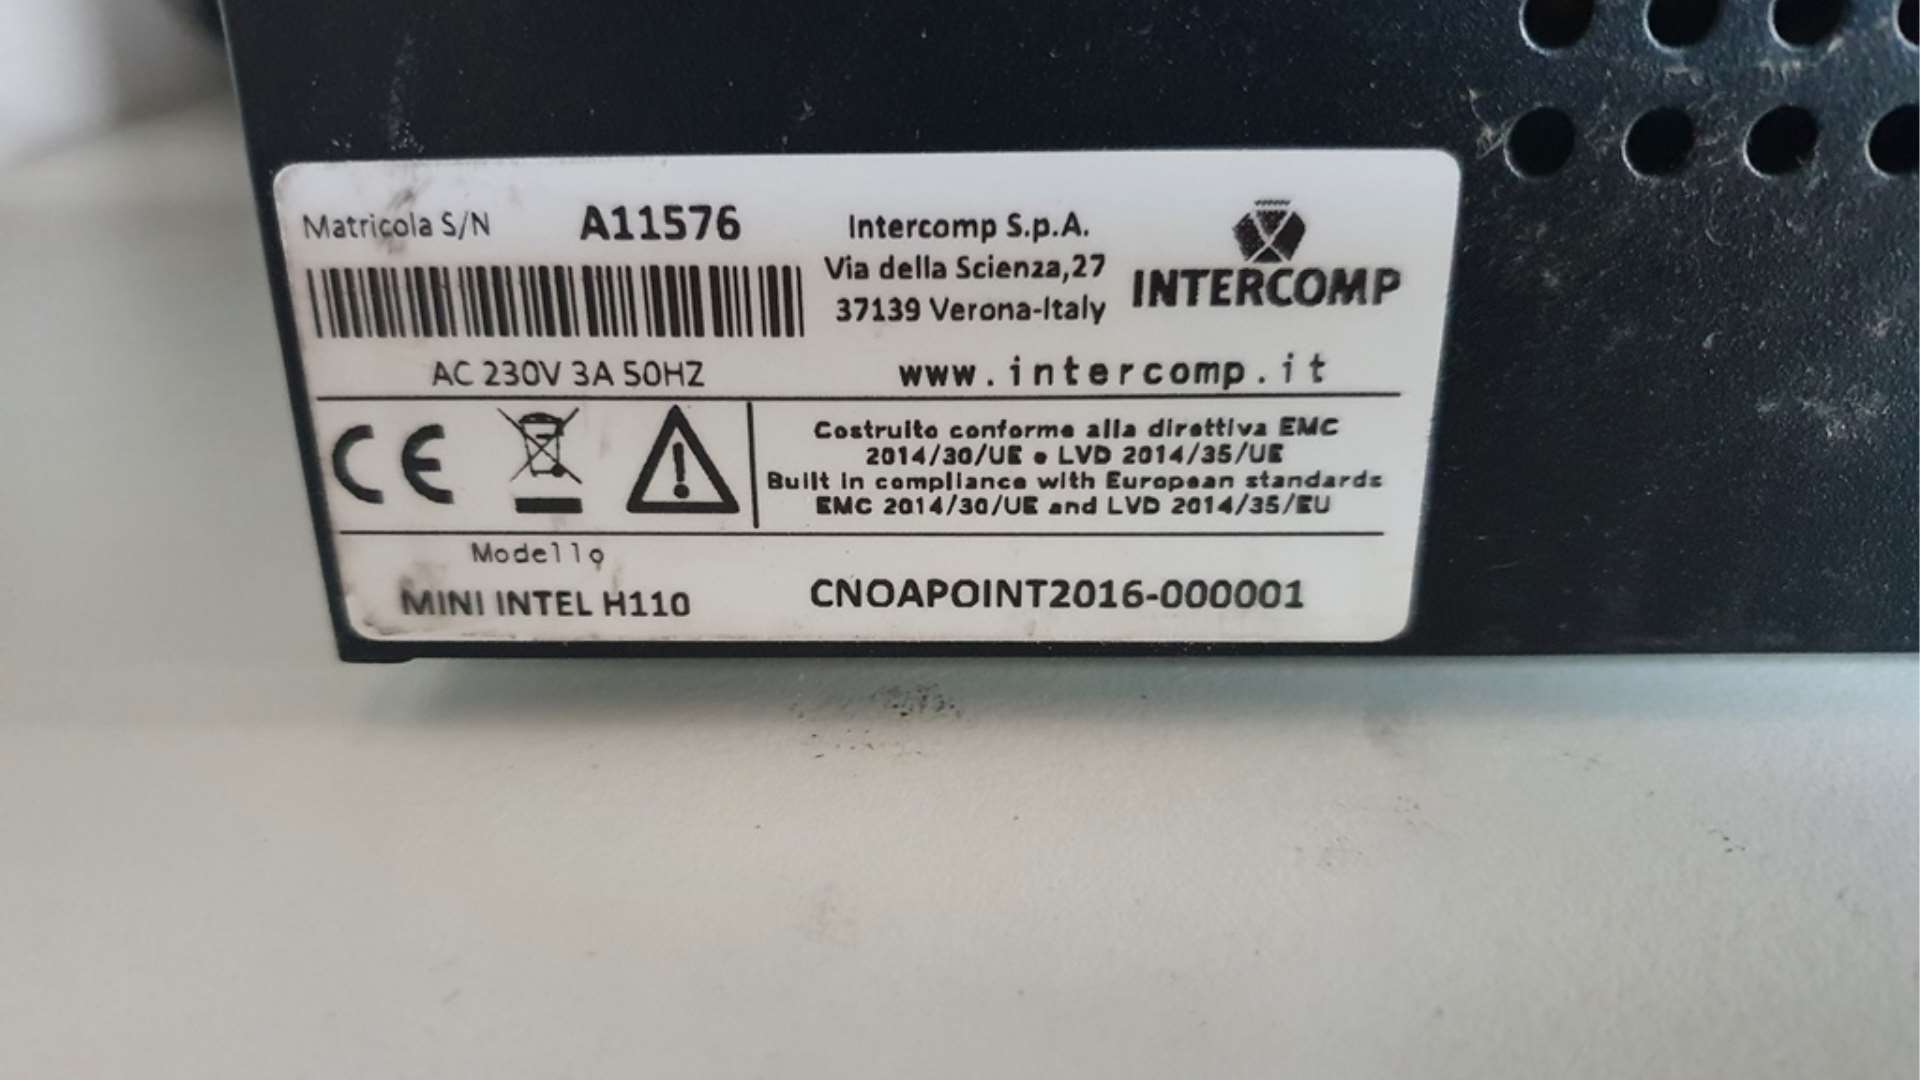 Matricola S/N A11576
Intercomp S.p.A.
Via della Scienza,27
37139 Verona-Italy
INTERCOMP
AC 230V 3A 50HZ
www.intercomp.it
CE
Costruito conforme alla direttiva EMC
2014/30/UE e LVD 2014/35/UE
Built in compliance with European standards
EMC 2014/30/UE and LVD 2014/35/EU
Modello
MINI INTEL H110
CNOAPOINT2016-000001